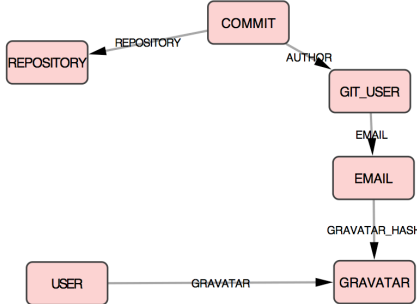 COMMIT
REPOSITORY
REPOSITORY
AUTHOR
GIT_USER
EMAIL
EMAIL
GRAVATAR_HASH
USER
GRAVATAR
GRAVATAR